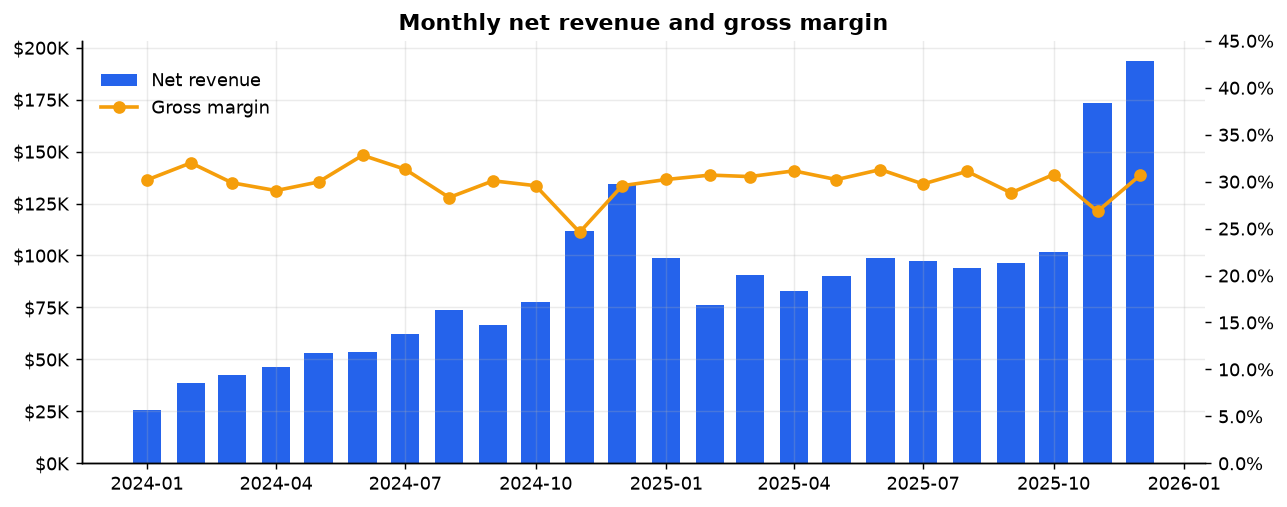 Monthly net revenue and gross margin
Net revenue
Gross margin
$200K
$175K
$150K
$125K
$100K
$75K
$50K
$25K
$0K
45.0%
40.0%
35.0%
30.0%
25.0%
20.0%
15.0%
10.0%
5.0%
0.0%
2024-01 2024-04 2024-07 2024-10 2025-01 2025-04 2025-07 2025-10 2026-01